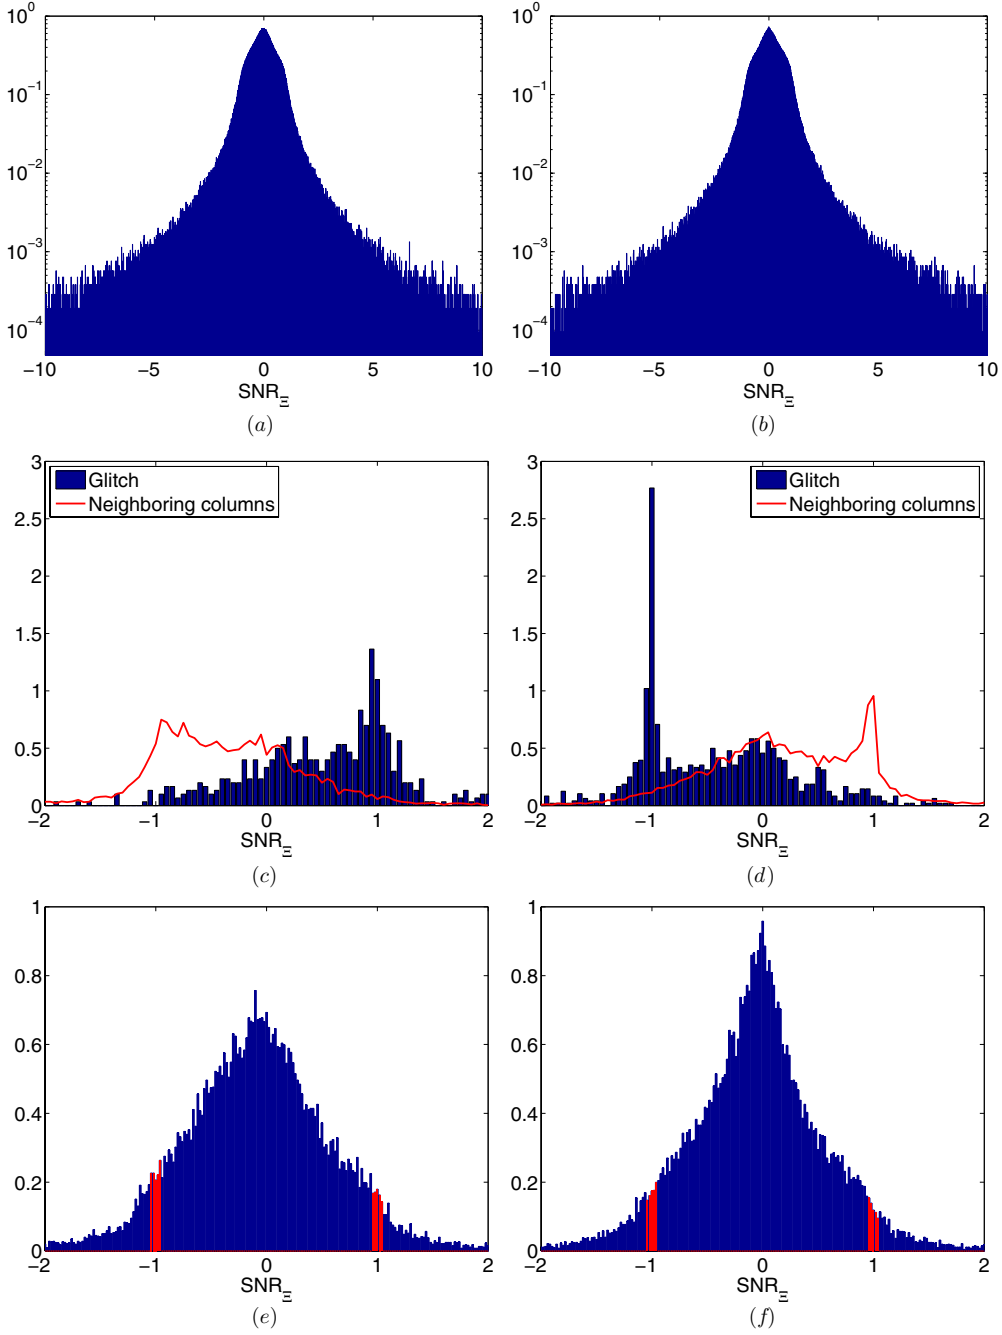 10^0
10^−1
10^−2
10^−3
10^−4
−10 −5 0 5 10
SNR_Ξ
(a)
10^0
10^−1
10^−2
10^−3
10^−4
−10 −5 0 5 10
SNR_Ξ
(b)
3
2.5
2
1.5
1
0.5
0
−2 −1 0 1 2
Glitch
Neighboring columns
SNR_Ξ
(c)
3
2.5
2
1.5
1
0.5
0
−2 −1 0 1 2
Glitch
Neighboring columns
SNR_Ξ
(d)
1
0.8
0.6
0.4
0.2
0
−2 −1 0 1 2
SNR_Ξ
(e)
1
0.8
0.6
0.4
0.2
0
−2 −1 0 1 2
SNR_Ξ
(f)